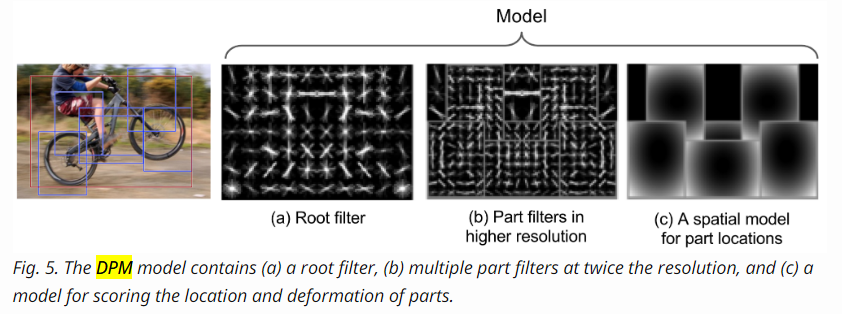 Model
(a) Root filter
(b) Part filters in
higher resolution
(c) A spatial model
for part locations
Fig. 5. The DPM model contains (a) a root filter, (b) multiple part filters at twice the resolution, and (c) a
model for scoring the location and deformation of parts.